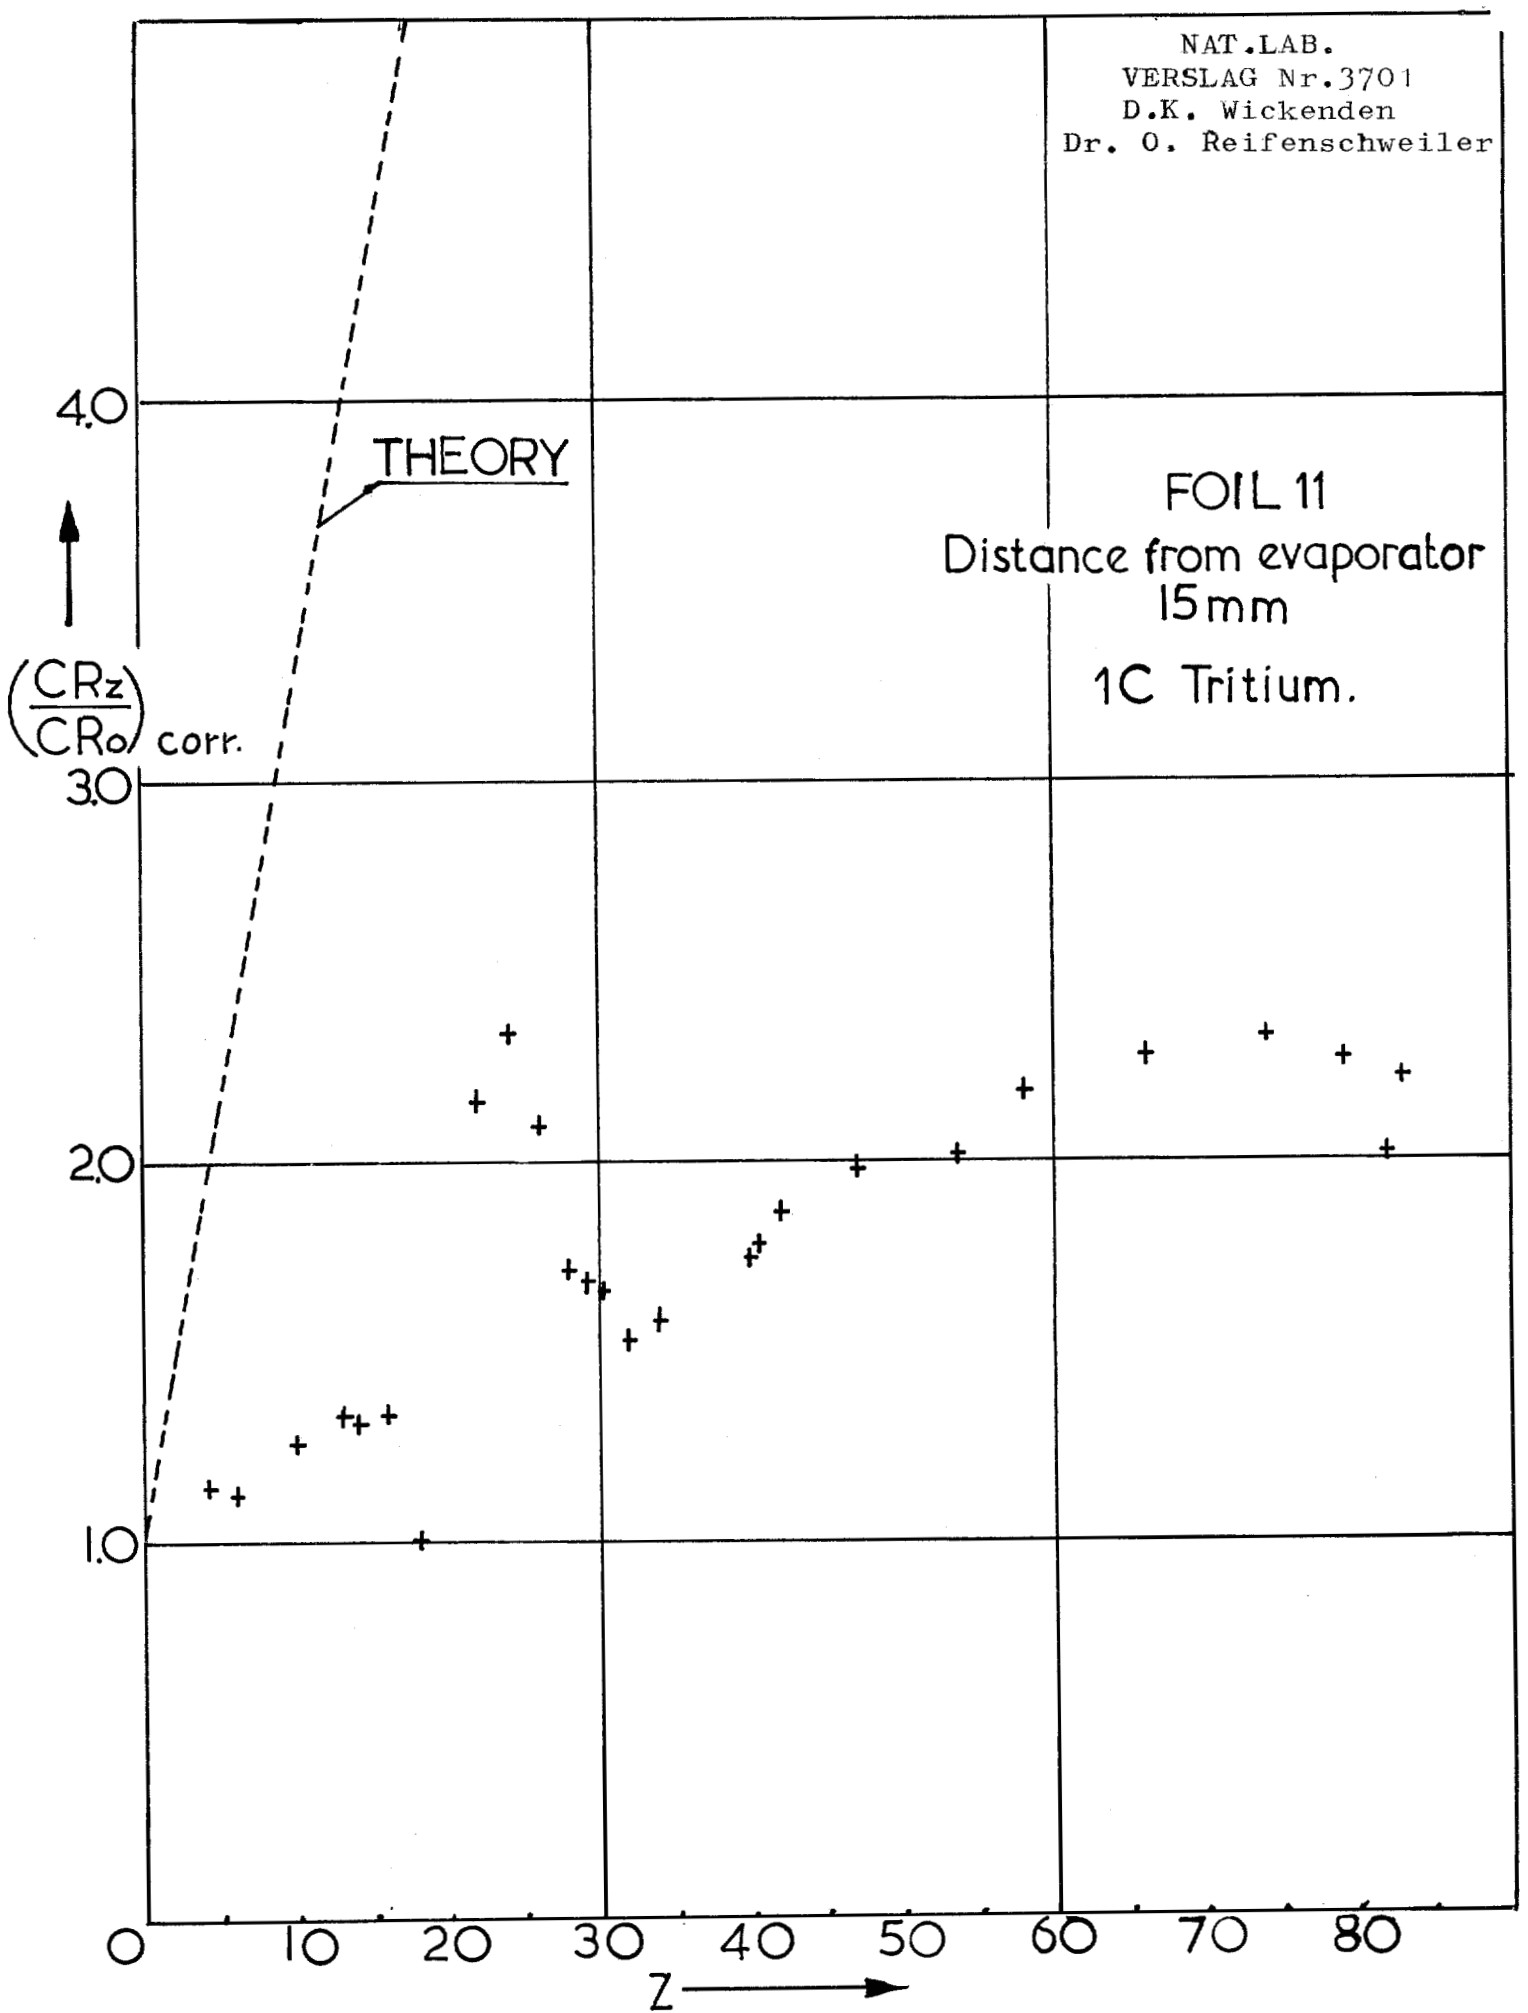 NAT.LAB.
VERSLAG Nr.3701
D.K. Wickenden
Dr. O. Reifenschweiler
4.0
THEORY
FOIL 11
Distance from evaporator
15mm
1C Tritium.
(CRz/CRo) corr.
3.0
2.0
1.0
0 10 20 30 40 50 60 70 80
Z